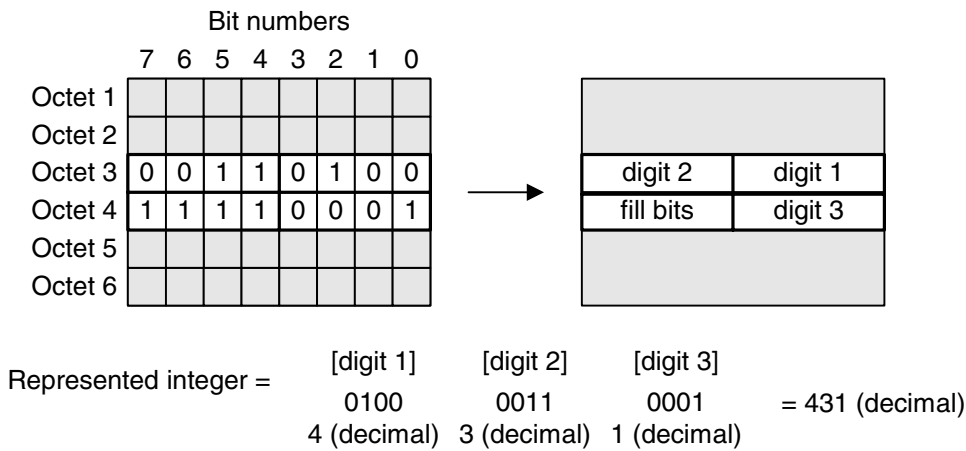 Bit numbers
7 6 5 4 3 2 1 0
Octet 1
Octet 2
Octet 3 0 0 1 1 0 1 0 0 digit 2 digit 1
Octet 4 1 1 1 1 0 0 0 1 fill bits digit 3
Octet 5
Octet 6
[digit 1] [digit 2] [digit 3]
Represented integer =
0100 0011 0001 = 431 (decimal)
4 (decimal) 3 (decimal) 1 (decimal)